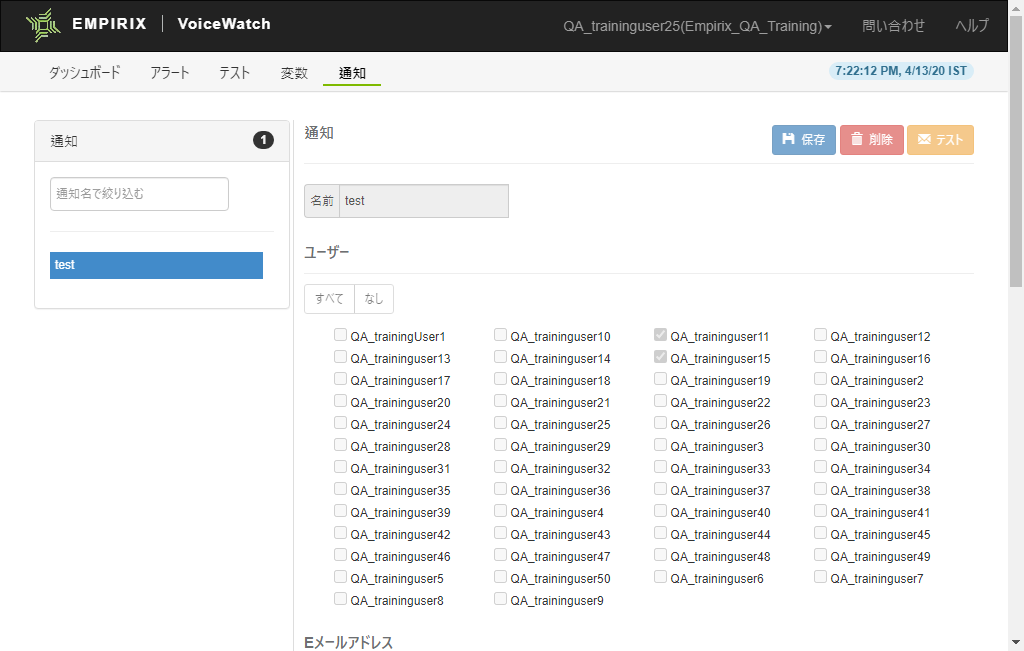 EMPIRIX VoiceWatch
QA_traininguser25(Empirix_QA_Training) 問い合わせ ヘルプ
ダッシュボード アラート テスト 変数 通知 7:22:12 PM, 4/13/20 IST
通知 1
通知名で絞り込む
test
通知
保存 削除 テスト
名前 test
ユーザー
すべて なし
QA_trainingUser1 QA_traininguser10 QA_traininguser11 QA_traininguser12
QA_traininguser13 QA_traininguser14 QA_traininguser15 QA_traininguser16
QA_traininguser17 QA_traininguser18 QA_traininguser19 QA_traininguser2
QA_traininguser20 QA_traininguser21 QA_traininguser22 QA_traininguser23
QA_traininguser24 QA_traininguser25 QA_traininguser26 QA_traininguser27
QA_traininguser28 QA_traininguser29 QA_traininguser3 QA_traininguser30
QA_traininguser31 QA_traininguser32 QA_traininguser33 QA_traininguser34
QA_traininguser35 QA_traininguser36 QA_traininguser37 QA_traininguser38
QA_traininguser39 QA_traininguser4 QA_traininguser40 QA_traininguser41
QA_traininguser42 QA_traininguser43 QA_traininguser44 QA_traininguser45
QA_traininguser46 QA_traininguser47 QA_traininguser48 QA_traininguser49
QA_traininguser5 QA_traininguser50 QA_traininguser6 QA_traininguser7
QA_traininguser8 QA_traininguser9
Eメールアドレス